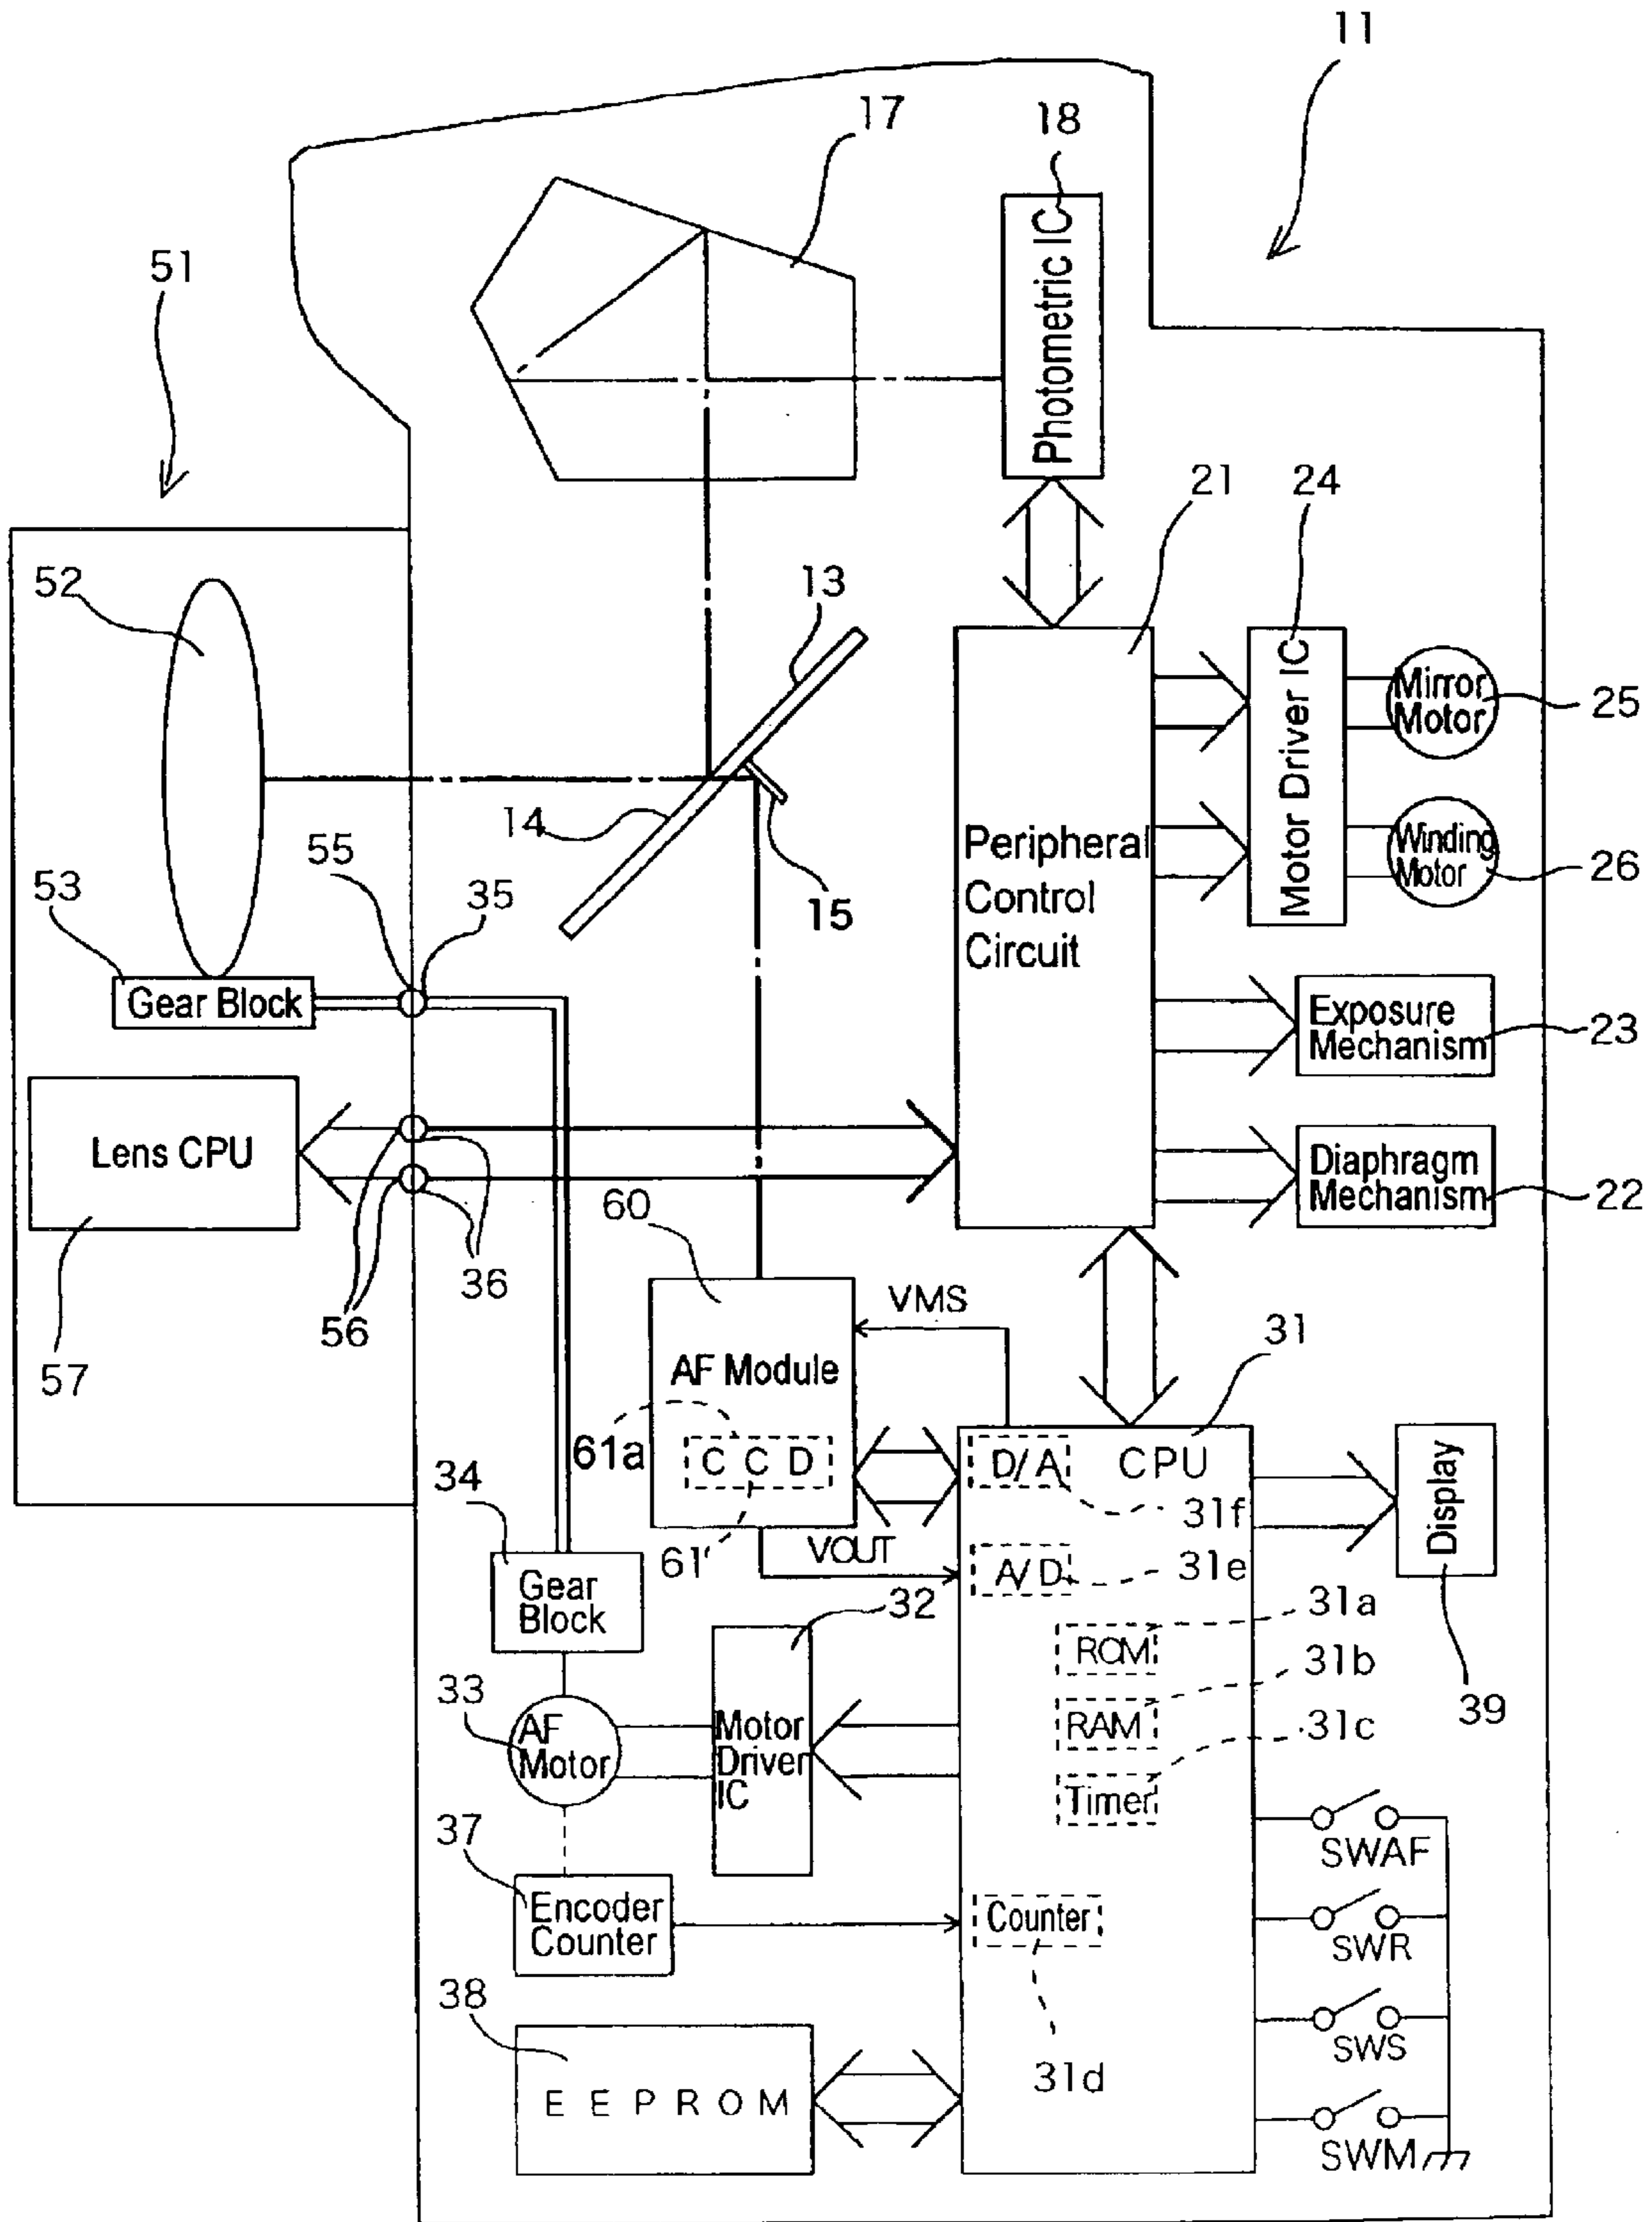 11
17
18
Photometric IC
51
21
24
52
13
Motor Driver IC
Mirror
Motor
25
14
55
Peripheral
Control
Circuit
Winding
Motor
26
53
35
15
Gear Block
Exposure
Mechanism
23
Lens CPU
60
Diaphragm
Mechanism
22
36
56
57
VMS
31
AF Module
61a
C C D
D/A
CPU
Display
34
31f
61'
VOUT
A/D
31e
Gear
Block
32
31a
ROM
31b
39
33
AF
Motor
Motor
Driver
IC
RAM
31c
Timer
37
SWAF
Encoder
Counter
Counter
SWR
38
SWS
31d
E E P R O M
SWM